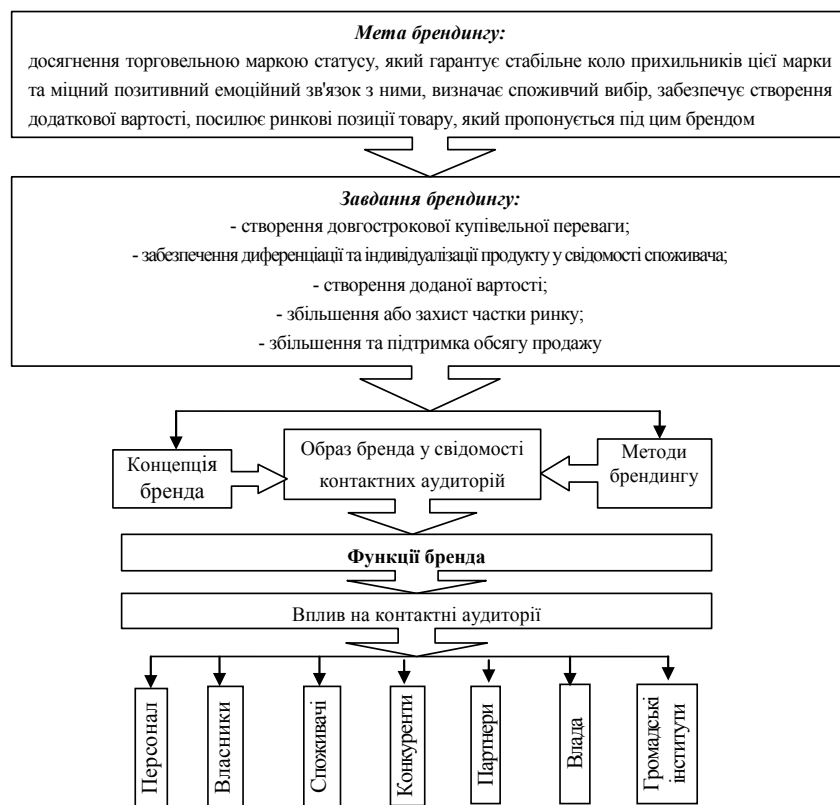 Мета брендингу:
досягнення торговельною маркою статусу, який гарантує стабільне коло прихильників цієї марки
та міцний позитивний емоційний зв'язок з ними, визначає споживчий вибір, забезпечує створення
додаткової вартості, посилює ринкові позиції товару, який пропонується під цим брендом
Завдання брендингу:
- створення довгострокової купівельної переваги;
- забезпечення диференціації та індивідуалізації продукту у свідомості споживача;
- створення доданої вартості;
- збільшення або захист частки ринку;
- збільшення та підтримка обсягу продажу
Концепція
бренда
Образ бренда у свідомості
контактних аудиторій
Методи
брендингу
Функції бренда
Вплив на контактні аудиторії
Персонал
Власники
Споживачі
Конкуренти
Партнери
Влада
Громадські
інститути